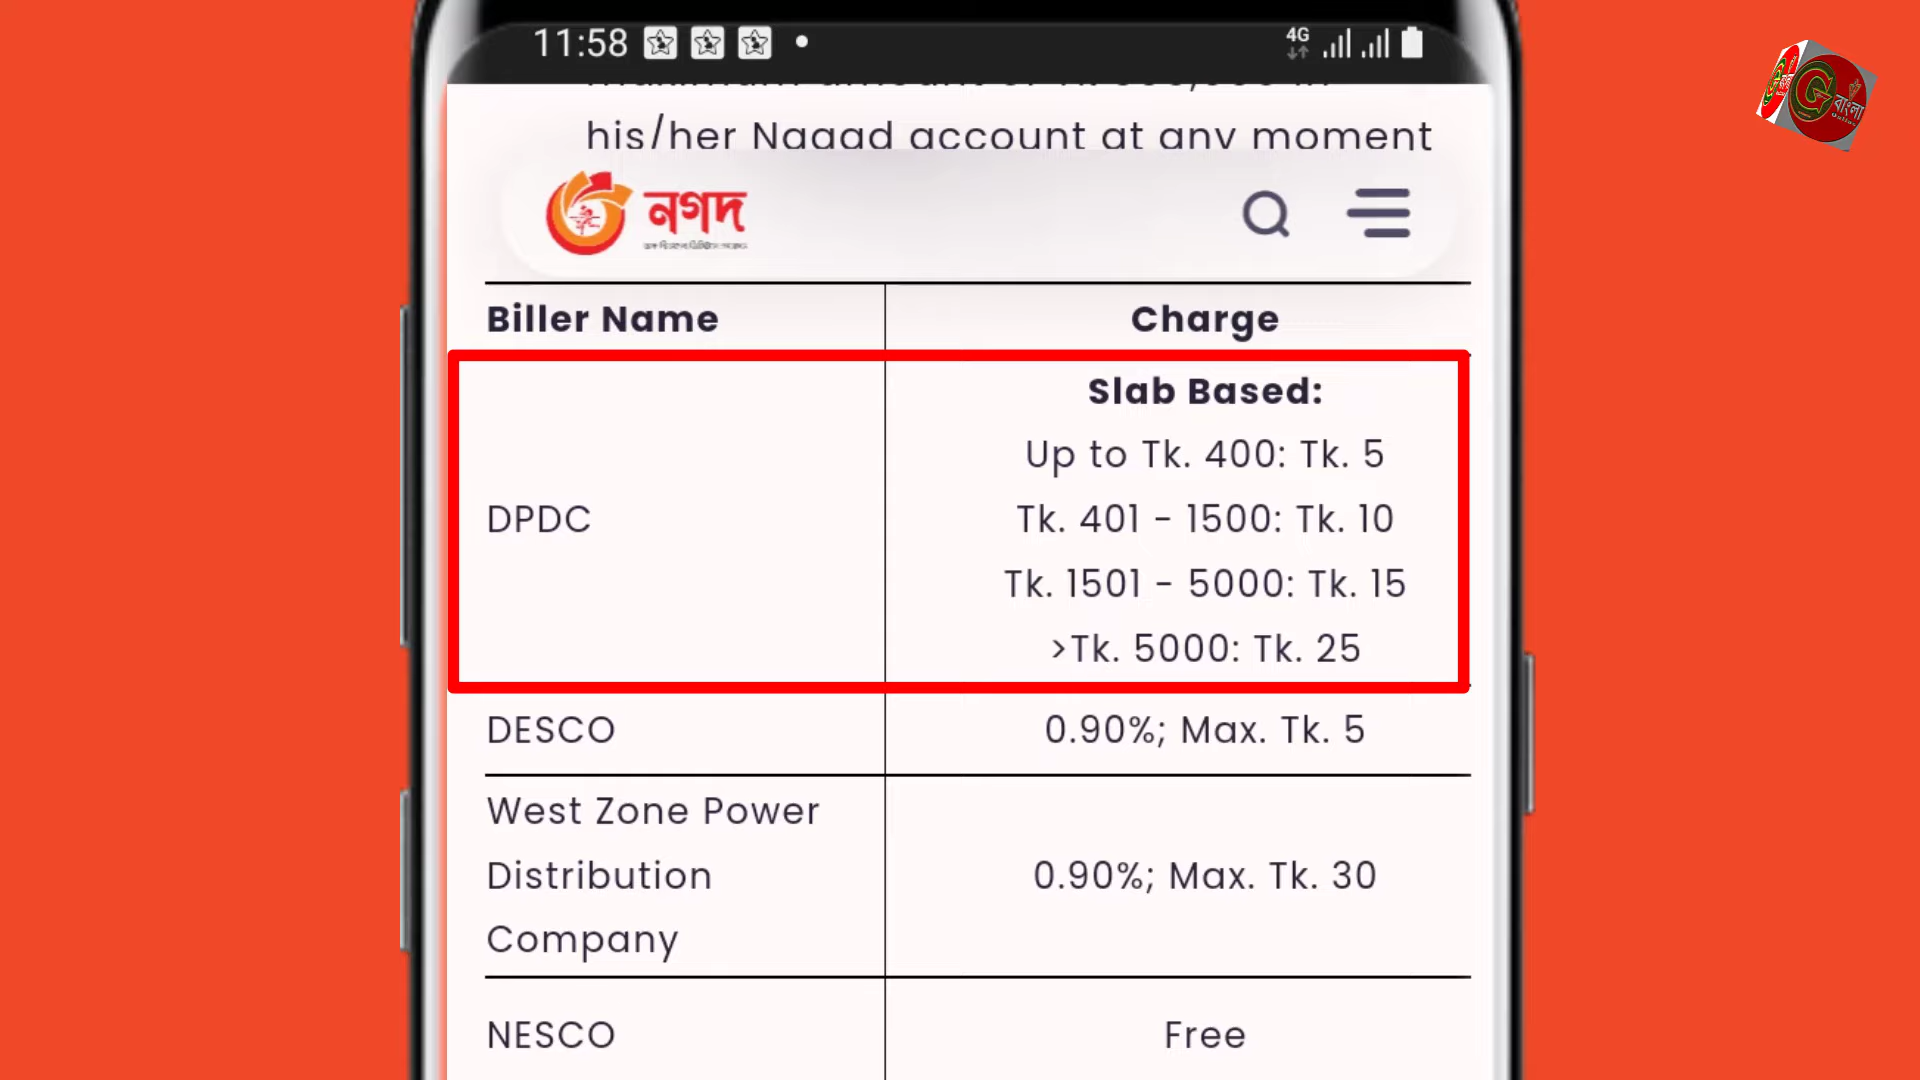 11:58
4G
his/her Nagad account at any moment
নগদ
Biller Name
Charge
Slab Based:
Up to Tk. 400: Tk. 5
DPDC
Tk. 401 - 1500: Tk. 10
Tk. 1501 - 5000: Tk. 15
>Tk. 5000: Tk. 25
DESCO
0.90%; Max. Tk. 5
West Zone Power
Distribution
Company
0.90%; Max. Tk. 30
NESCO
Free
G বাংলা
Online